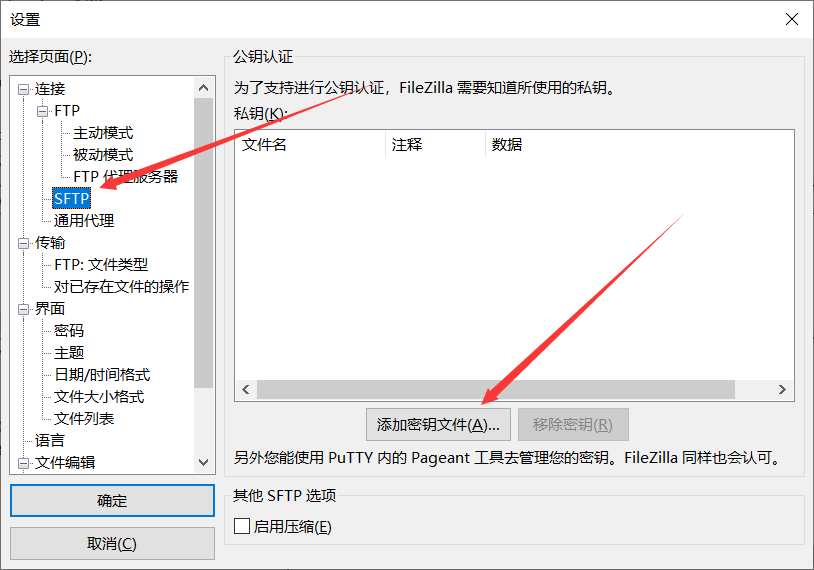 设置
选择页面(P):
连接
FTP
主动模式
被动模式
FTP 代理服务器
SFTP
通用代理
传输
FTP: 文件类型
对已存在文件的操作
界面
密码
主题
日期/时间格式
文件大小格式
文件列表
语言
文件编辑
确定
取消(C)
公钥认证
为了支持进行公钥认证，FileZilla 需要知道所使用的私钥。
私钥(K):
文件名 注释 数据
添加密钥文件(A)... 移除密钥(R)
另外您能使用 PuTTY 内的 Pageant 工具去管理您的密钥。FileZilla 同样也会认可。
其他 SFTP 选项
启用压缩(E)